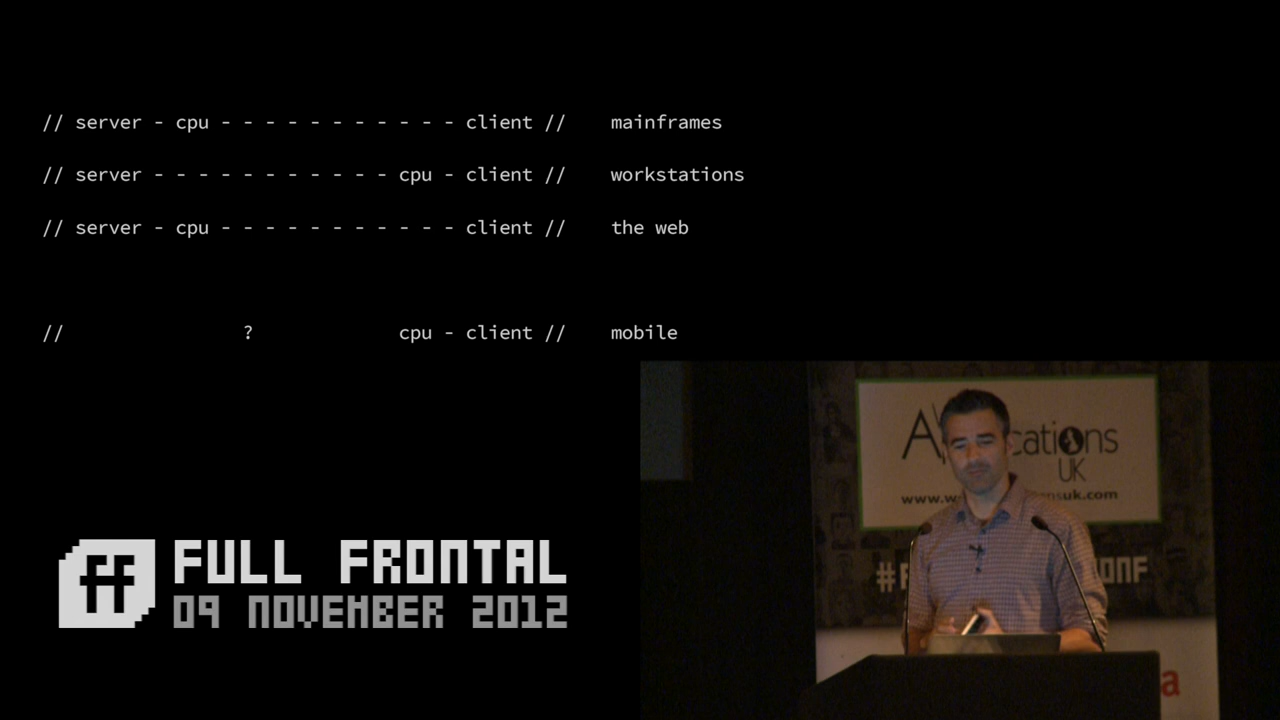 // server - cpu - - - - - - - - - - - client // mainframes
// server - - - - - - - - - - - cpu - client // workstations
// server - cpu - - - - - - - - - - - client // the web
// ? cpu - client // mobile
ff FULL FRONTAL
09 NOVEMBER 2012
UK